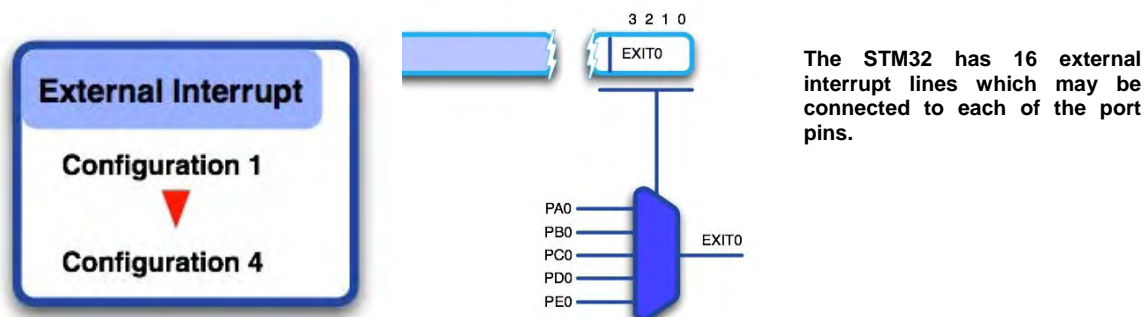 External Interrupt
Configuration 1
Configuration 4
3 2 1 0
EXIT0
PA0
PB0
PC0
PD0
PE0
EXIT0
The STM32 has 16 external
interrupt lines which may be
connected to each of the port
pins.